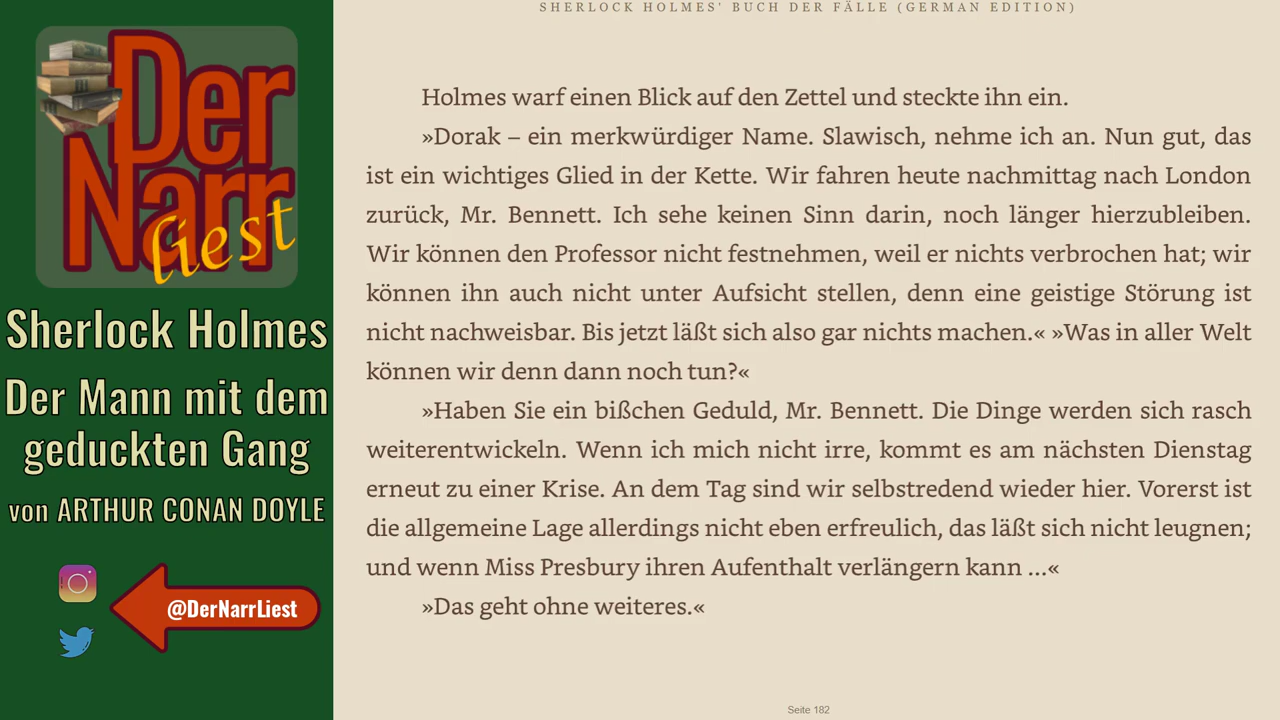 Der
Narr
liest
Sherlock Holmes
Der Mann mit dem
geduckten Gang
von ARTHUR CONAN DOYLE
@DerNarrLiest
SHERLOCK HOLMES' BUCH DER FÄLLE (GERMAN EDITION)
Holmes warf einen Blick auf den Zettel und steckte ihn ein.
»Dorak – ein merkwürdiger Name. Slawisch, nehme ich an. Nun gut, das
ist ein wichtiges Glied in der Kette. Wir fahren heute nachmittag nach London
zurück, Mr. Bennett. Ich sehe keinen Sinn darin, noch länger hierzubleiben.
Wir können den Professor nicht festnehmen, weil er nichts verbrochen hat; wir
können ihn auch nicht unter Aufsicht stellen, denn eine geistige Störung ist
nicht nachweisbar. Bis jetzt läßt sich also gar nichts machen.« »Was in aller Welt
können wir denn dann noch tun?«
»Haben Sie ein bißchen Geduld, Mr. Bennett. Die Dinge werden sich rasch
weiterentwickeln. Wenn ich mich nicht irre, kommt es am nächsten Dienstag
erneut zu einer Krise. An dem Tag sind wir selbstredend wieder hier. Vorerst ist
die allgemeine Lage allerdings nicht eben erfreulich, das läßt sich nicht leugnen;
und wenn Miss Presbury ihren Aufenthalt verlängern kann ...«
»Das geht ohne weiteres.«
Seite 182